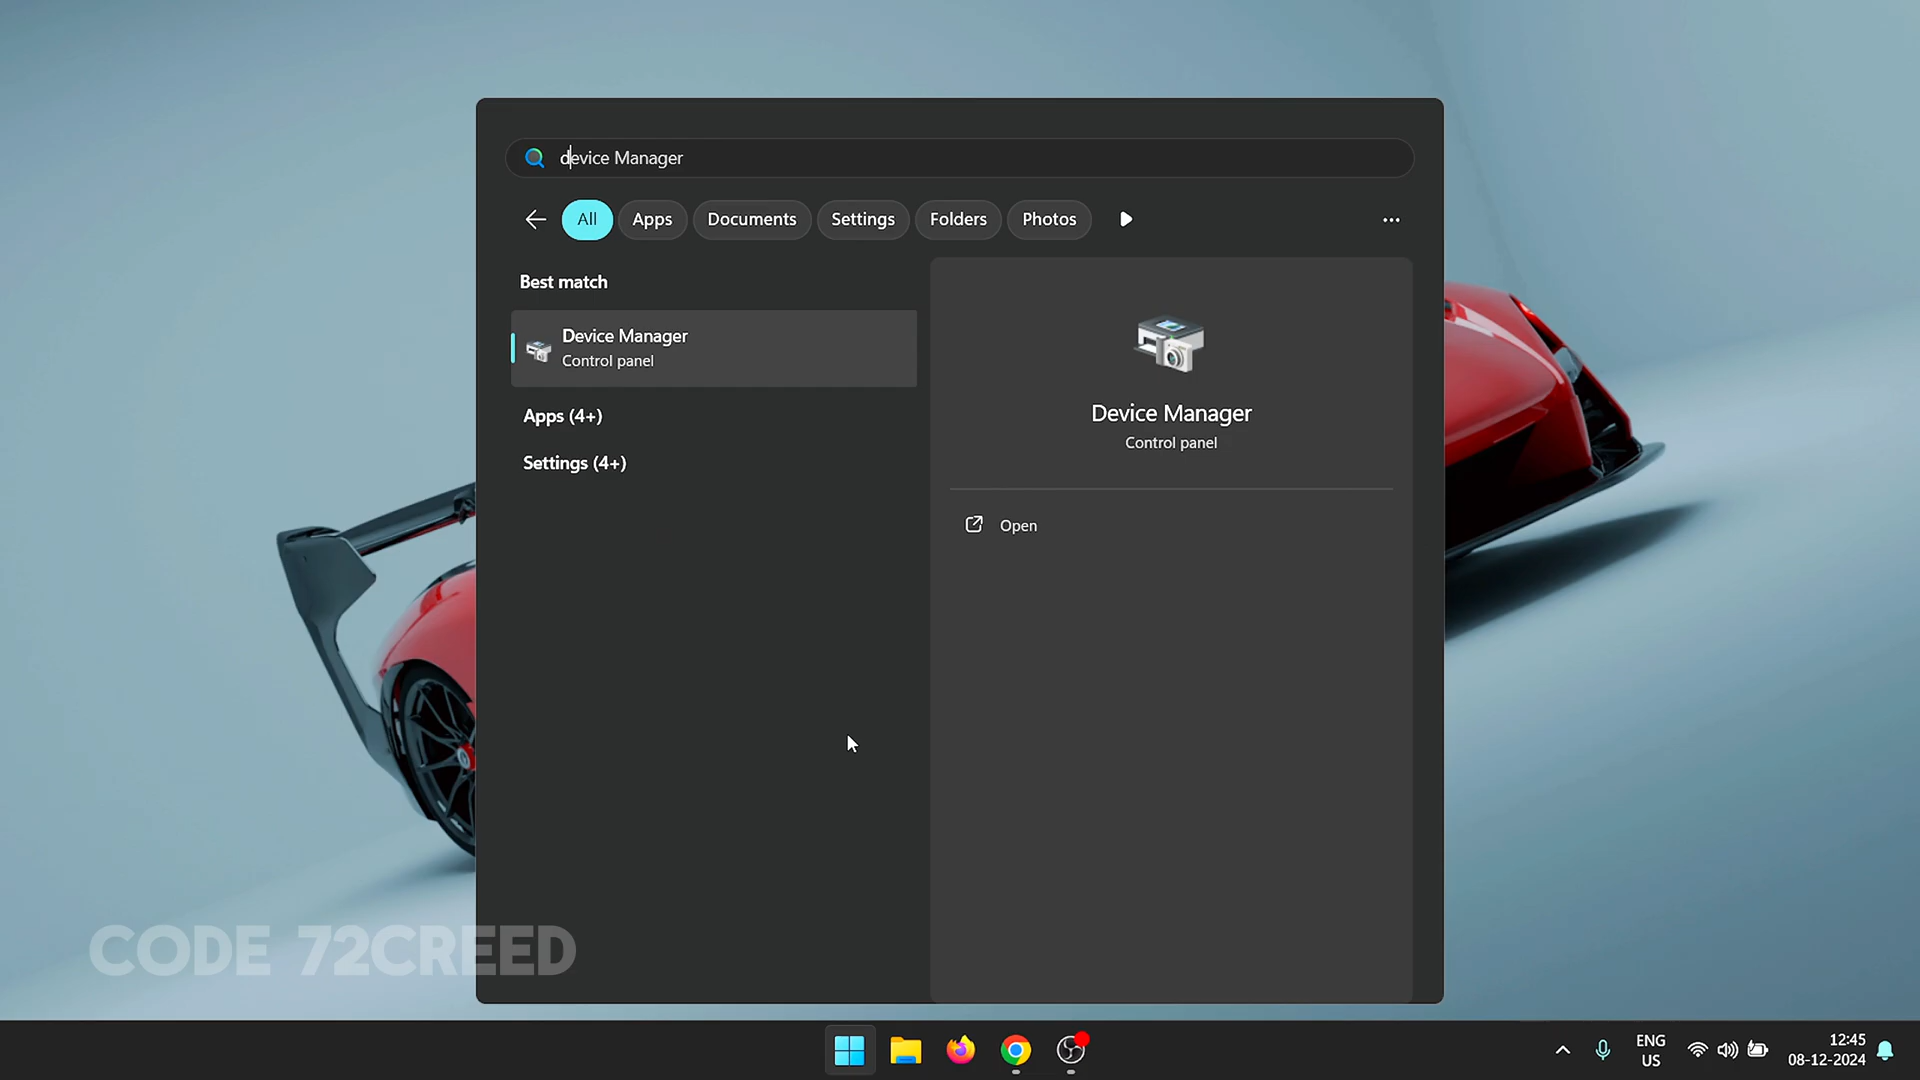 device Manager
All Apps Documents Settings Folders Photos
Best match
Device Manager
Control panel
Apps (4+)
Settings (4+)
Device Manager
Control panel
Open
CODE 72CREED
ENG
US
12:45
08-12-2024